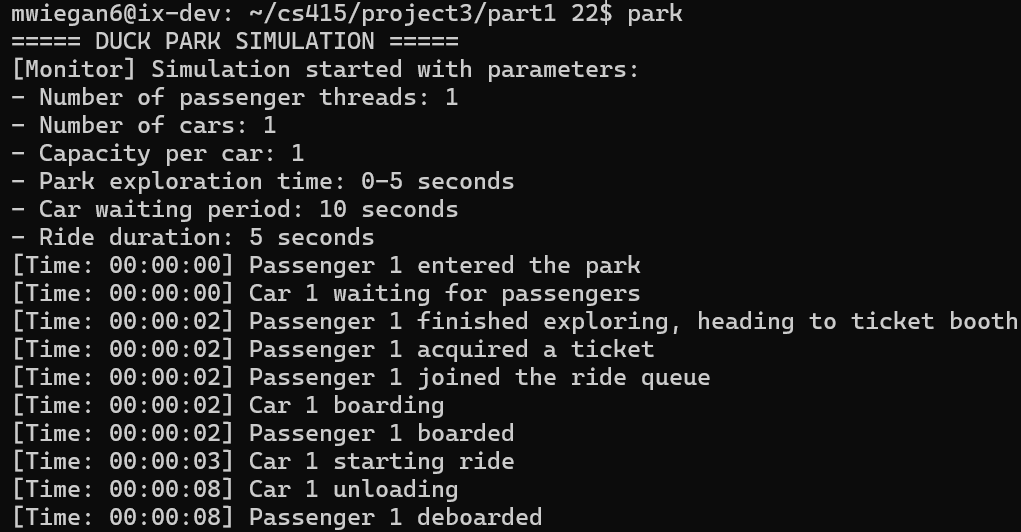 mwiegan6@ix-dev: ~/cs415/project3/part1 22$ park
===== DUCK PARK SIMULATION =====
[Monitor] Simulation started with parameters:
- Number of passenger threads: 1
- Number of cars: 1
- Capacity per car: 1
- Park exploration time: 0-5 seconds
- Car waiting period: 10 seconds
- Ride duration: 5 seconds
[Time: 00:00:00] Passenger 1 entered the park
[Time: 00:00:00] Car 1 waiting for passengers
[Time: 00:00:02] Passenger 1 finished exploring, heading to ticket booth
[Time: 00:00:02] Passenger 1 acquired a ticket
[Time: 00:00:02] Passenger 1 joined the ride queue
[Time: 00:00:02] Car 1 boarding
[Time: 00:00:02] Passenger 1 boarded
[Time: 00:00:03] Car 1 starting ride
[Time: 00:00:08] Car 1 unloading
[Time: 00:00:08] Passenger 1 deboarded